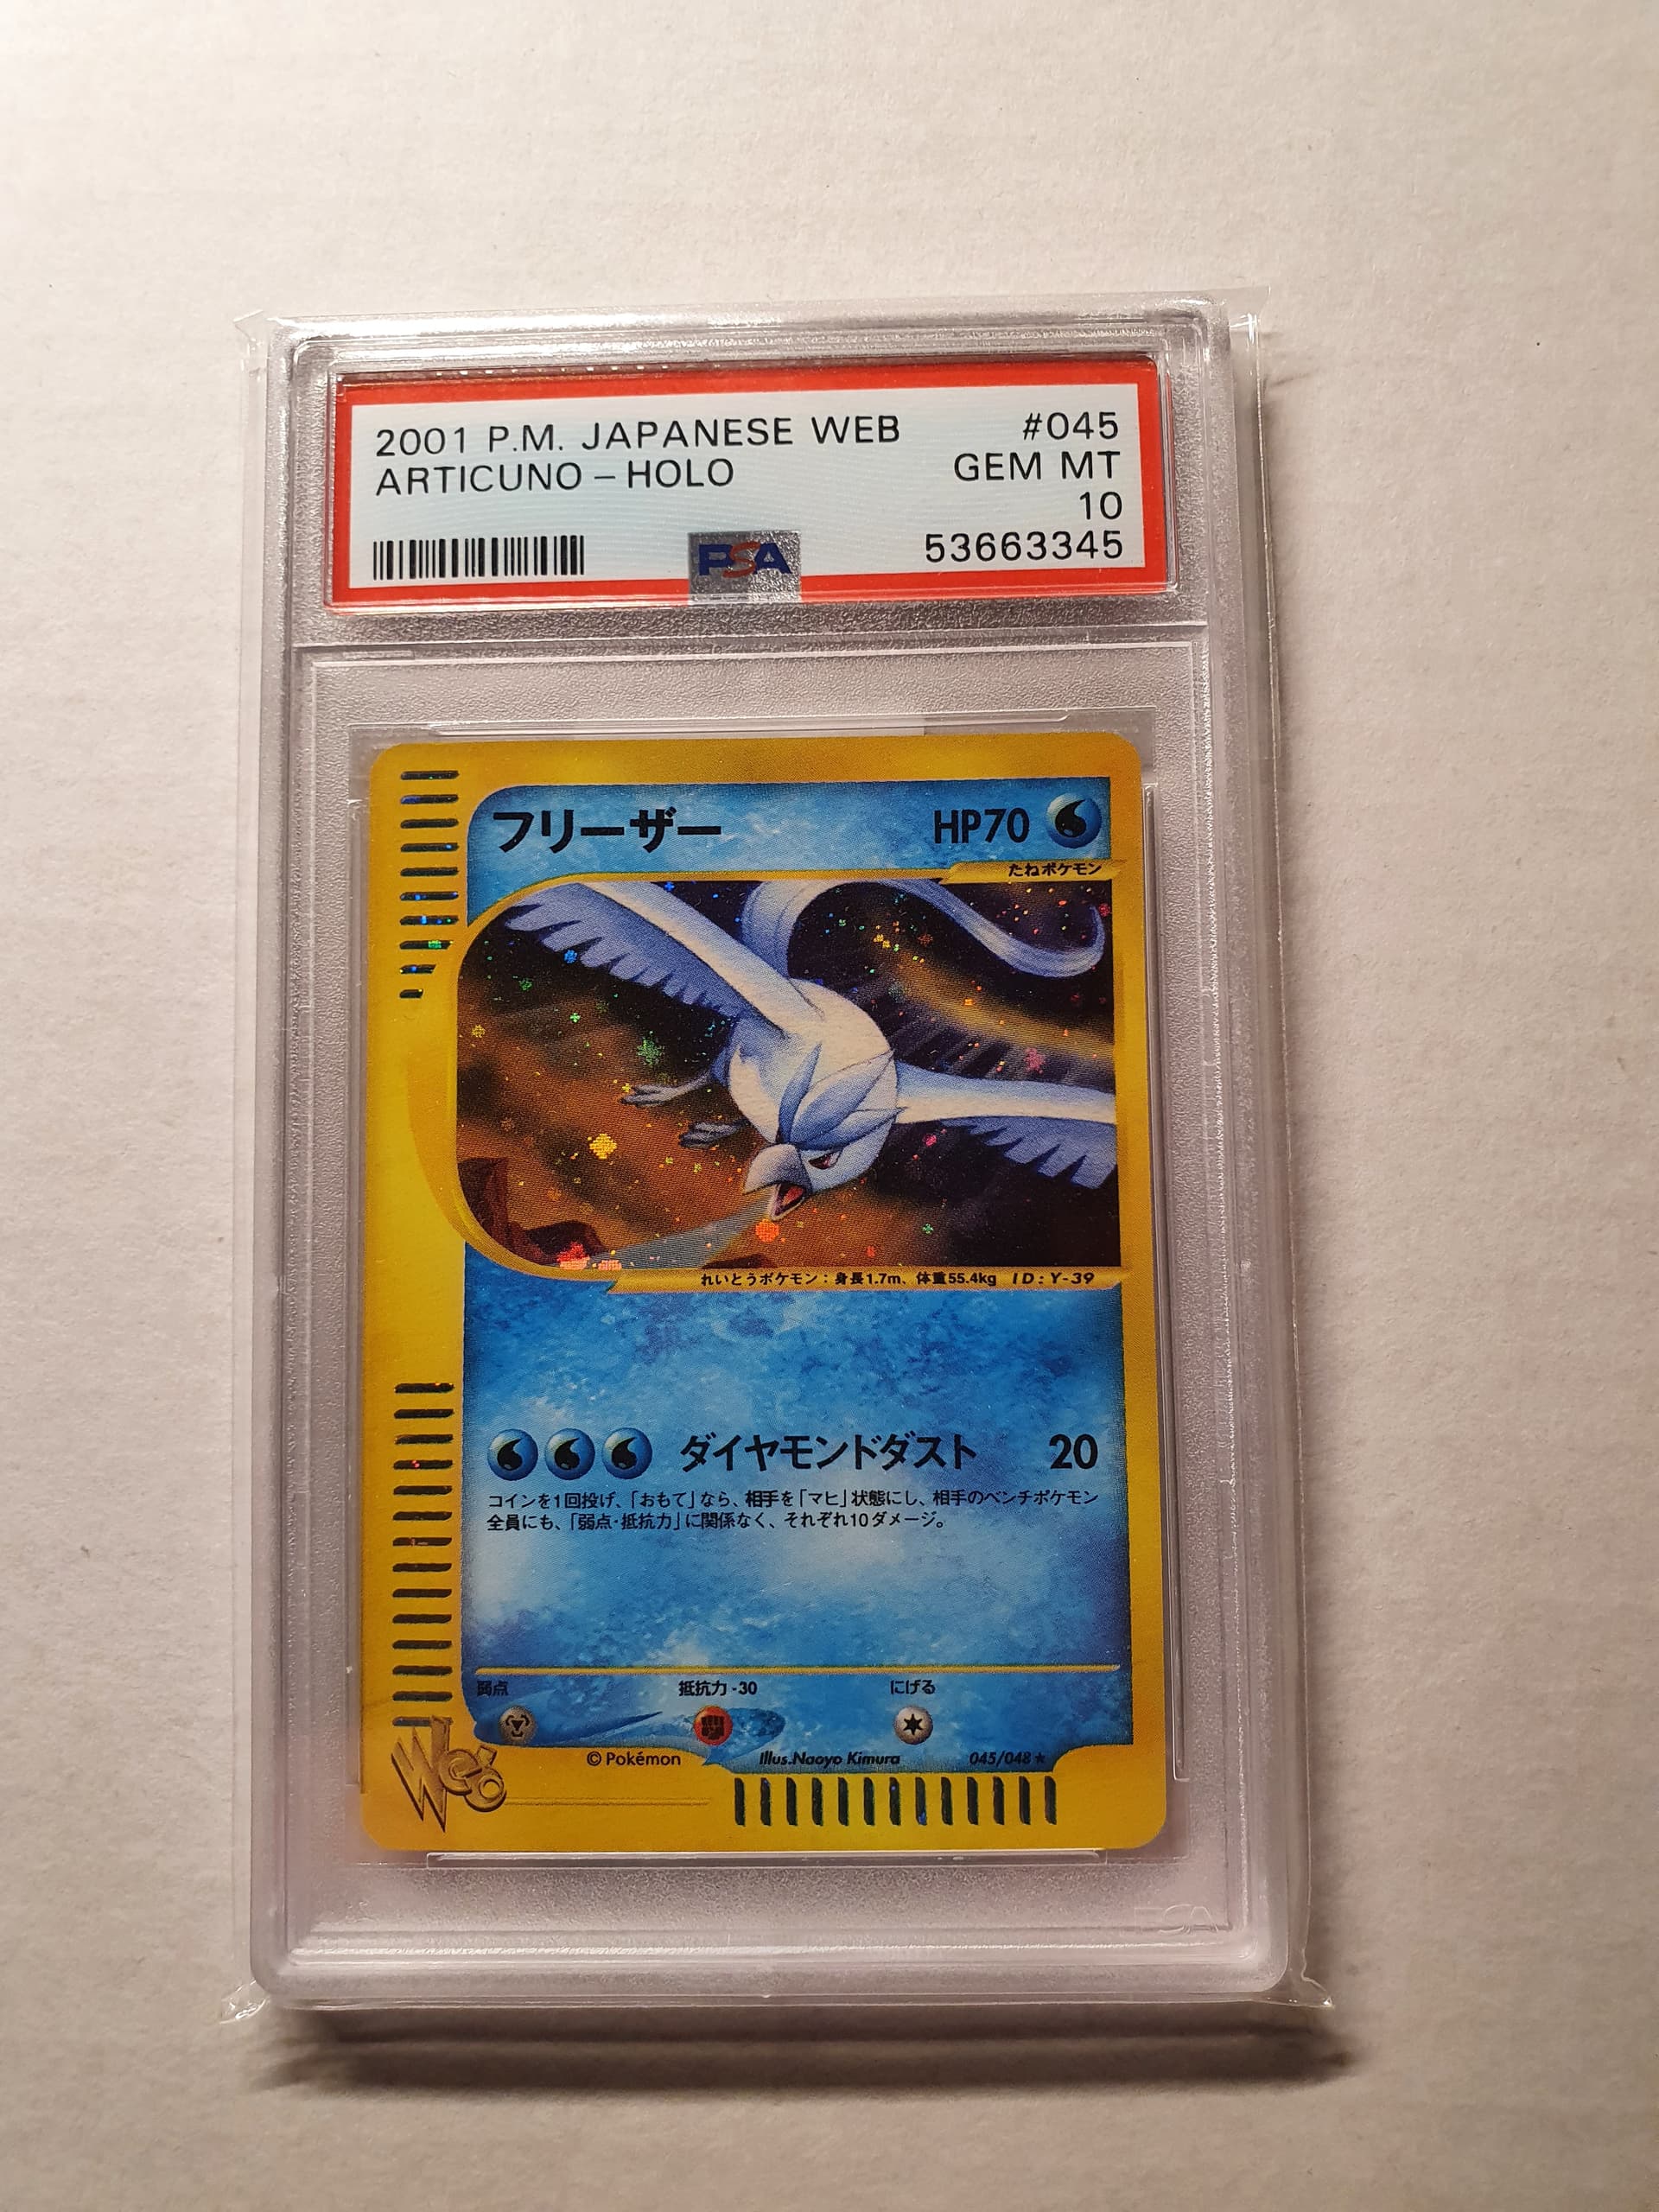 2001 P.M. JAPANESE WEB #045
ARTICUNO – HOLO GEM MT
10
PSA 53663345
フリーザー HP70
たねポケモン
れいとうポケモン：身長1.7m、体重55.4kg ID:Y-39
ダイヤモンドダスト 20
コインを1回投げ、「おもて」なら、相手を「マヒ」状態にし、相手のベンチポケモン
全員にも、「弱点・抵抗力」に関係なく、それぞれ10ダメージ。
弱点 抵抗力 -30 にげる
Web
©Pokémon Illus.Naoyo Kimura 045/048★
PSA